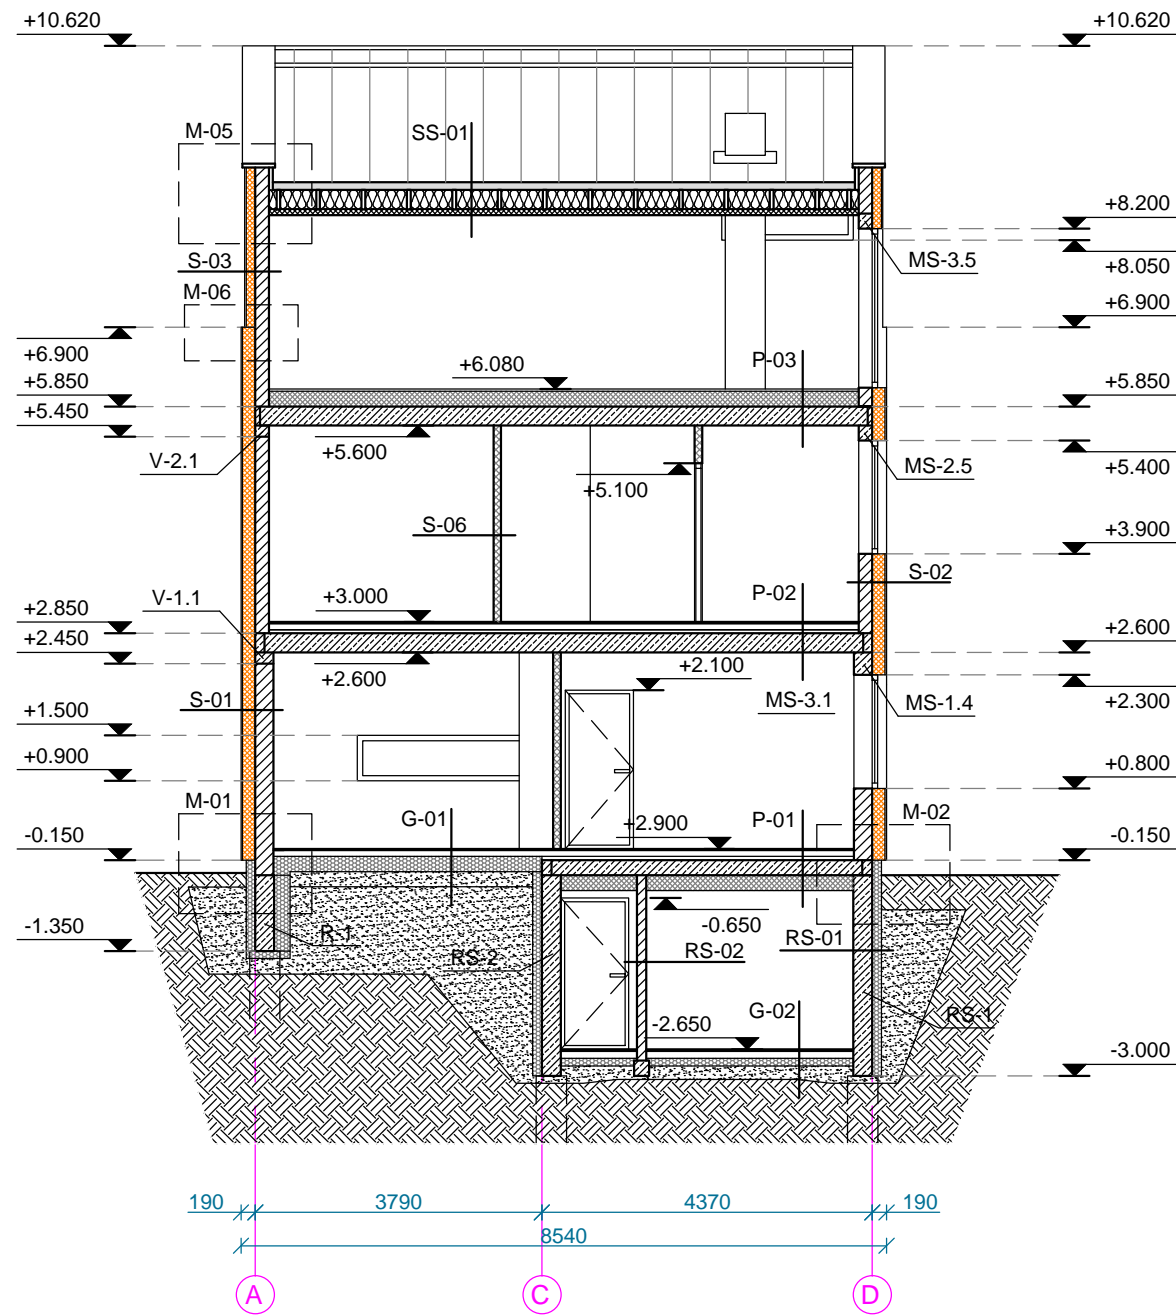 +10.620
+10.620
M-05
SS-01
+8.200
S-03
MS-3.5
+8.050
M-06
+6.900
+6.900
+6.080
P-03
+5.850
+5.850
+5.450
+5.600
V-2.1
+5.100
MS-2.5
+5.400
S-06
+3.900
S-02
V-1.1
+3.000
P-02
+2.850
+2.450
+2.600
+2.600
+2.100
S-01
MS-3.1
MS-1.4
+2.300
+1.500
+0.900
+0.800
M-01
G-01
+2.900
P-01
M-02
-0.150
-0.150
-1.350
R-1
-0.650
RS-2
RS-02
RS-01
G-02
RS-1
-2.650
-3.000
190
3790
4370
190
8540
A
C
D